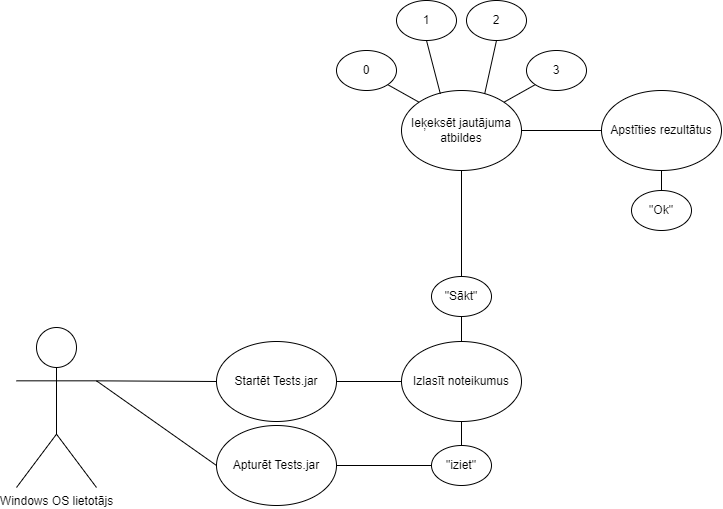 1
2
0
3
Ieķeksēt jautājuma
atbildes
Apstīties rezultātus
"Ok"
"Sākt"
Startēt Tests.jar
Izlasīt noteikumus
Apturēt Tests.jar
"iziet"
Windows OS lietotājs